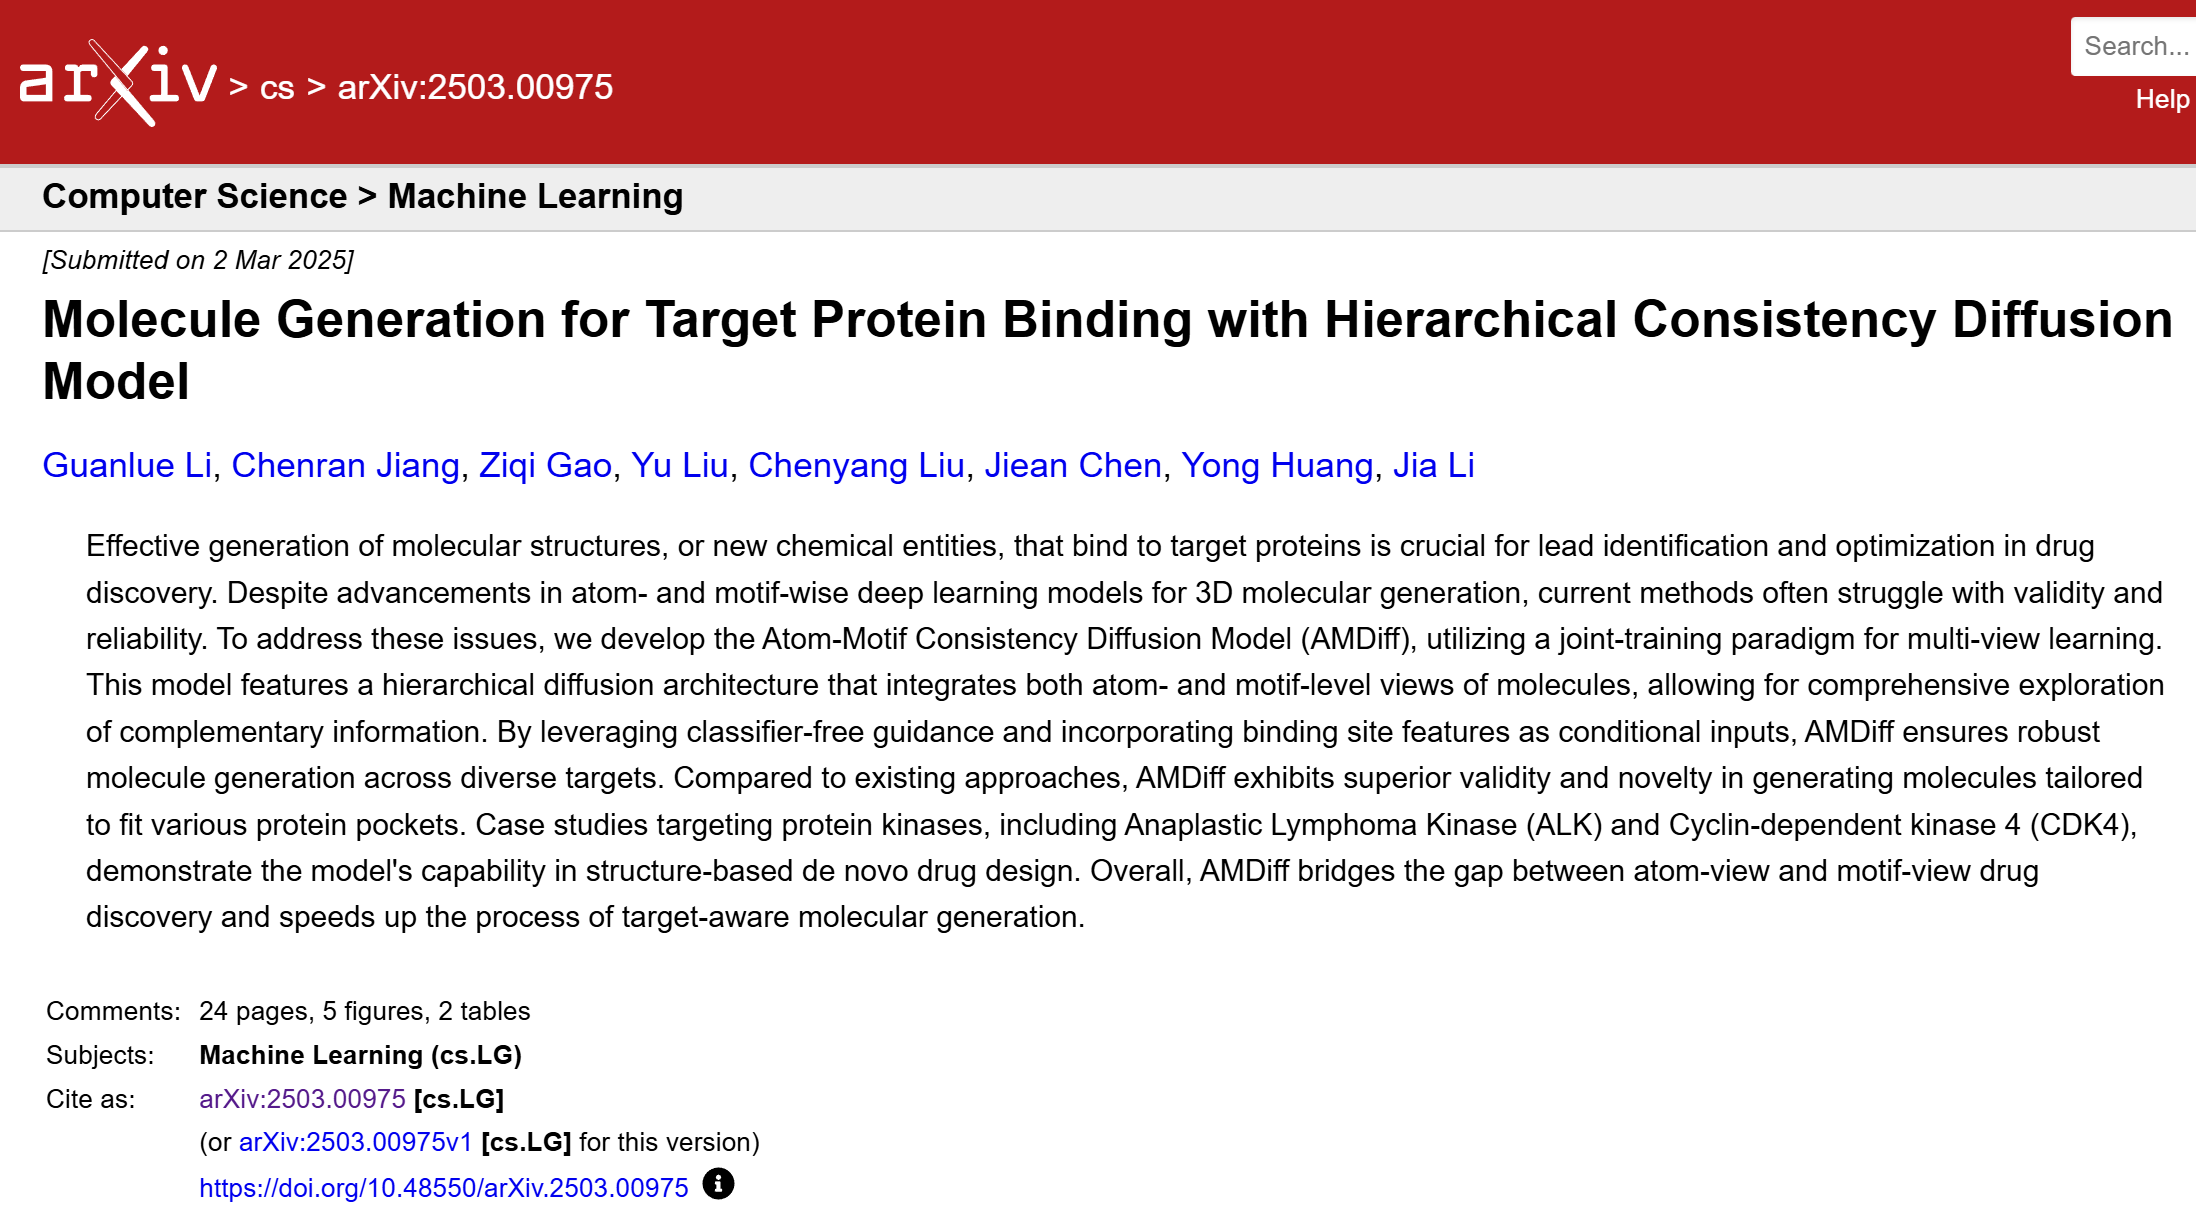 arXiv > cs > arXiv:2503.00975
Search...
Help
Computer Science > Machine Learning
[Submitted on 2 Mar 2025]
Molecule Generation for Target Protein Binding with Hierarchical Consistency Diffusion
Model
Guanlue Li, Chenran Jiang, Ziqi Gao, Yu Liu, Chenyang Liu, Jiean Chen, Yong Huang, Jia Li
Effective generation of molecular structures, or new chemical entities, that bind to target proteins is crucial for lead identification and optimization in drug
discovery. Despite advancements in atom- and motif-wise deep learning models for 3D molecular generation, current methods often struggle with validity and
reliability. To address these issues, we develop the Atom-Motif Consistency Diffusion Model (AMDiff), utilizing a joint-training paradigm for multi-view learning.
This model features a hierarchical diffusion architecture that integrates both atom- and motif-level views of molecules, allowing for comprehensive exploration
of complementary information. By leveraging classifier-free guidance and incorporating binding site features as conditional inputs, AMDiff ensures robust
molecule generation across diverse targets. Compared to existing approaches, AMDiff exhibits superior validity and novelty in generating molecules tailored
to fit various protein pockets. Case studies targeting protein kinases, including Anaplastic Lymphoma Kinase (ALK) and Cyclin-dependent kinase 4 (CDK4),
demonstrate the model's capability in structure-based de novo drug design. Overall, AMDiff bridges the gap between atom-view and motif-view drug
discovery and speeds up the process of target-aware molecular generation.
Comments: 24 pages, 5 figures, 2 tables
Subjects: Machine Learning (cs.LG)
Cite as: arXiv:2503.00975 [cs.LG]
(or arXiv:2503.00975v1 [cs.LG] for this version)
https://doi.org/10.48550/arXiv.2503.00975